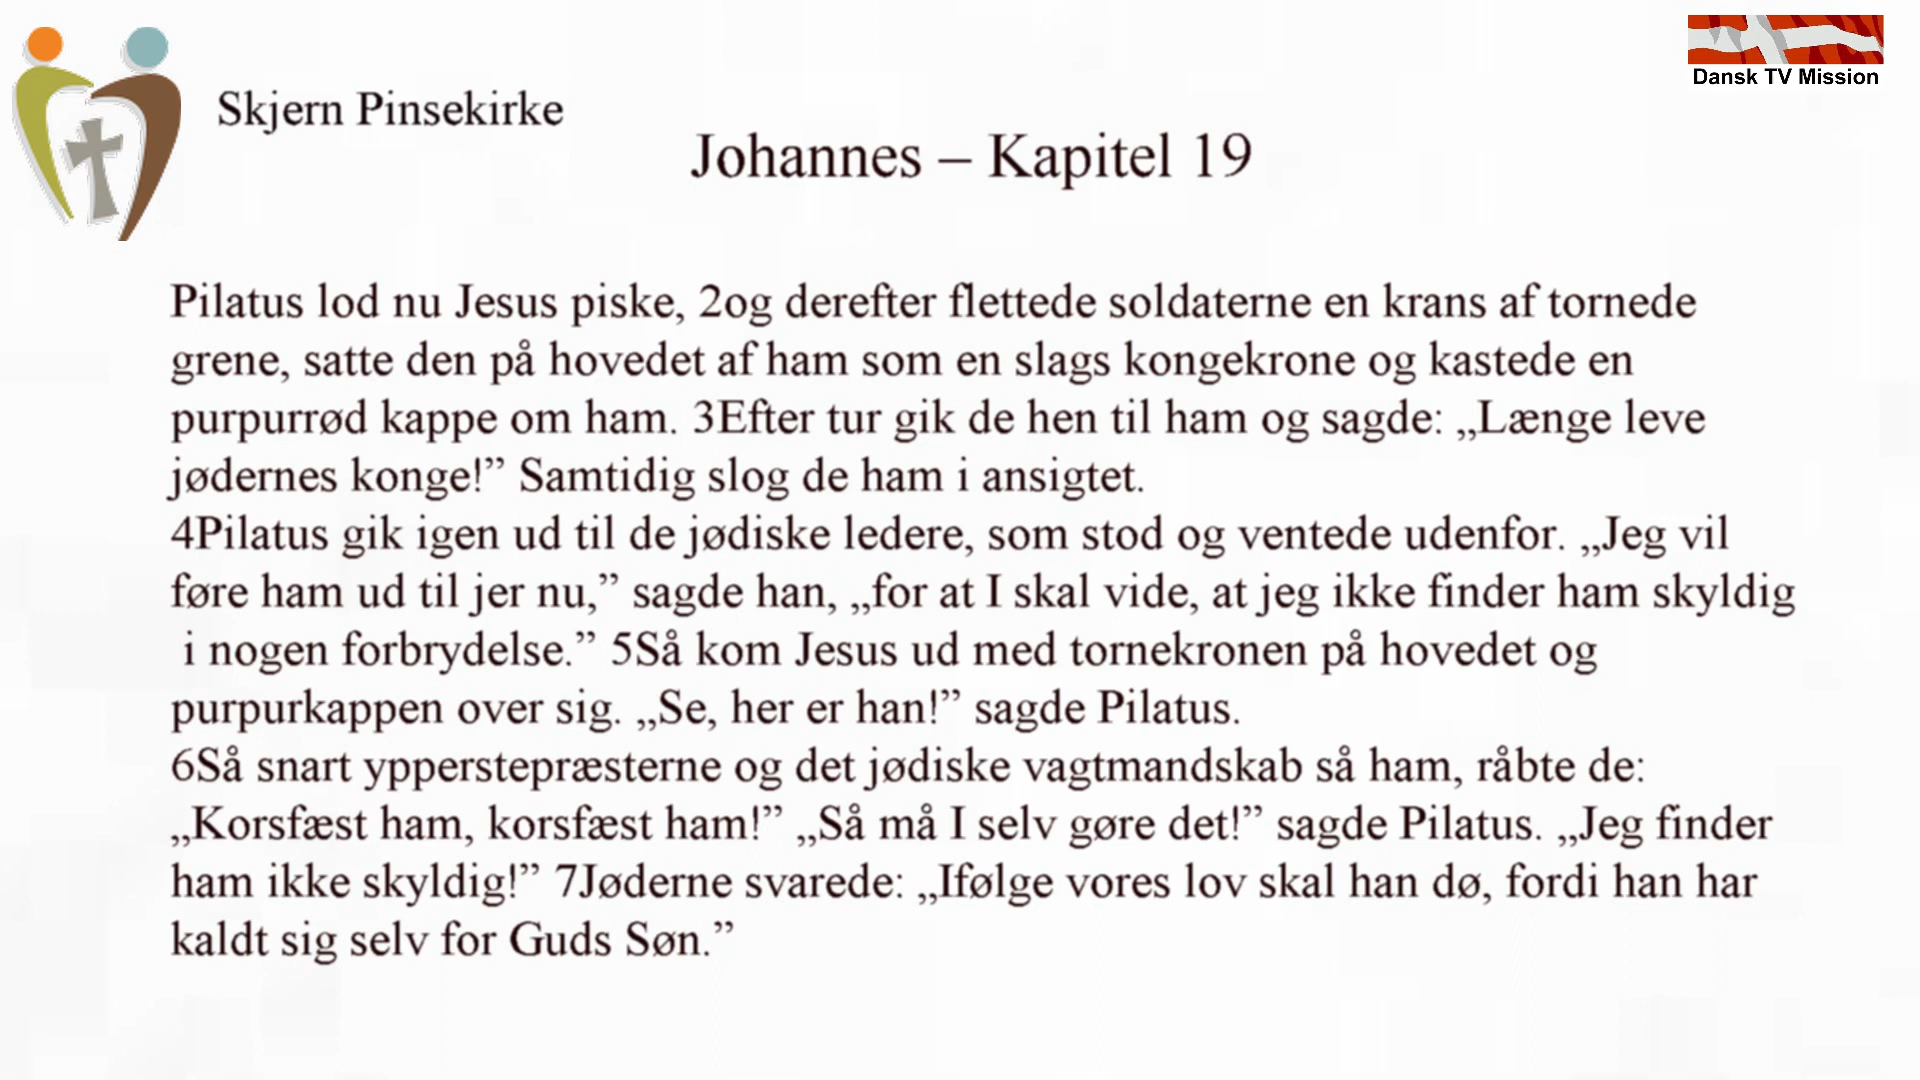 Skjern Pinsekirke
Dansk TV Mission
Johannes – Kapitel 19
Pilatus lod nu Jesus piske, 2og derefter flettede soldaterne en krans af tornede
grene, satte den på hovedet af ham som en slags kongekrone og kastede en
purpurrød kappe om ham. 3Efter tur gik de hen til ham og sagde: „Længe leve
jødernes konge!” Samtidig slog de ham i ansigtet.
4Pilatus gik igen ud til de jødiske ledere, som stod og ventede udenfor. „Jeg vil
føre ham ud til jer nu,” sagde han, „for at I skal vide, at jeg ikke finder ham skyldig
i nogen forbrydelse.” 5Så kom Jesus ud med tornekronen på hovedet og
purpurkappen over sig. „Se, her er han!” sagde Pilatus.
6Så snart ypperstepræsterne og det jødiske vagtmandskab så ham, råbte de:
„Korsfæst ham, korsfæst ham!” „Så må I selv gøre det!” sagde Pilatus. „Jeg finder
ham ikke skyldig!” 7Jøderne svarede: „Ifølge vores lov skal han dø, fordi han har
kaldt sig selv for Guds Søn.”